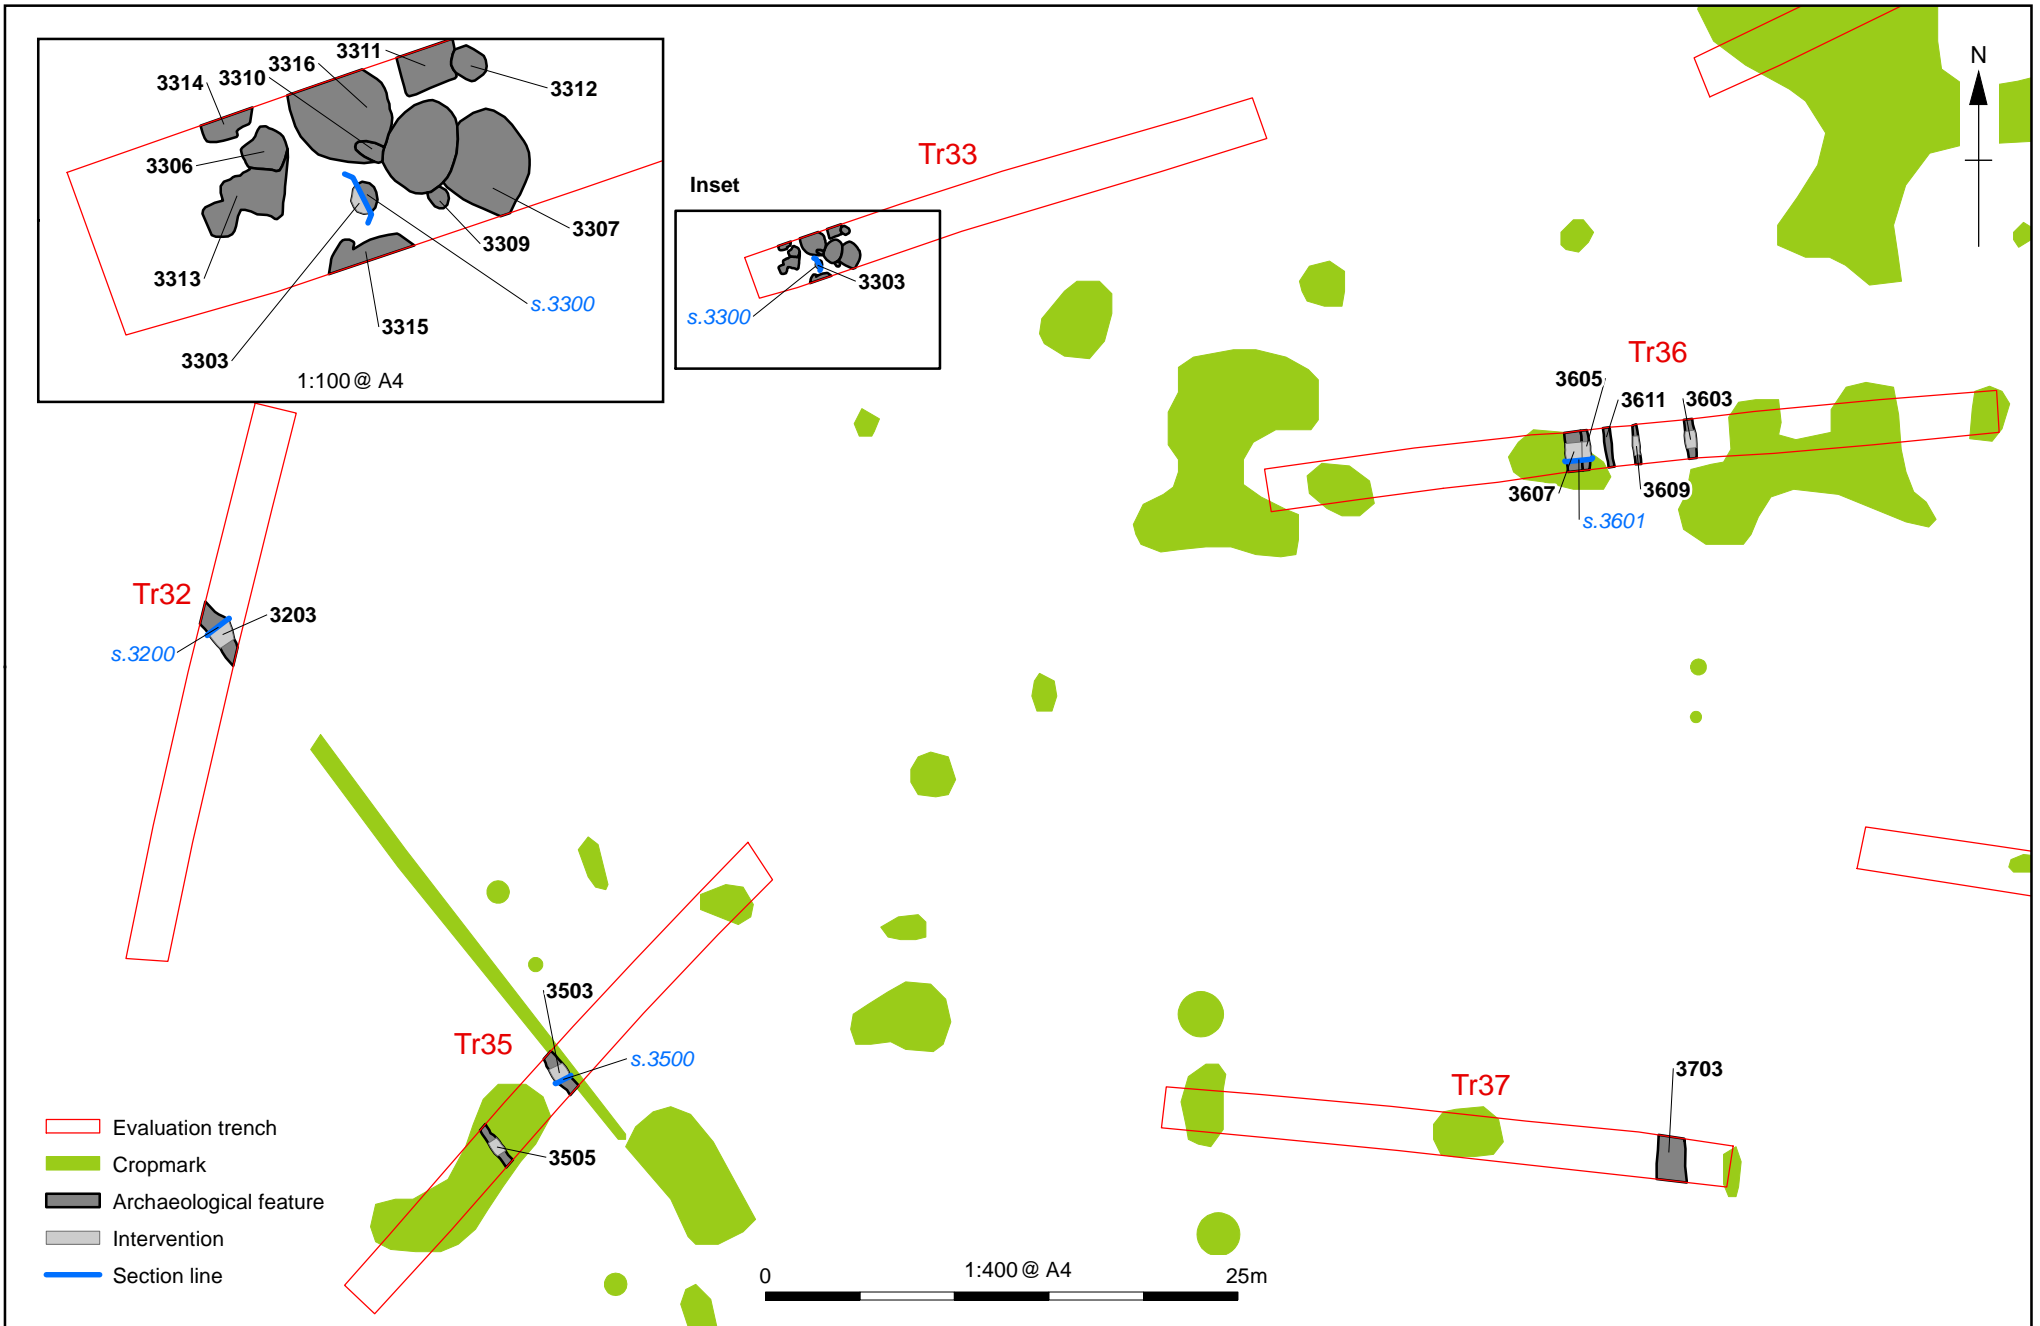 3311
3316
3310
3314
3312
3306
3313
3309
3307
s.3300
3315
3303
1:100 @ A4
Inset
Tr33
3303
s.3300
N
Tr36
3605
3611
3603
3607
3609
s.3601
Tr32
3203
s.3200
3503
Tr35
s.3500
3505
Tr37
3703
Evaluation trench
Cropmark
Archaeological feature
Intervention
Section line
0
1:400 @ A4
25m